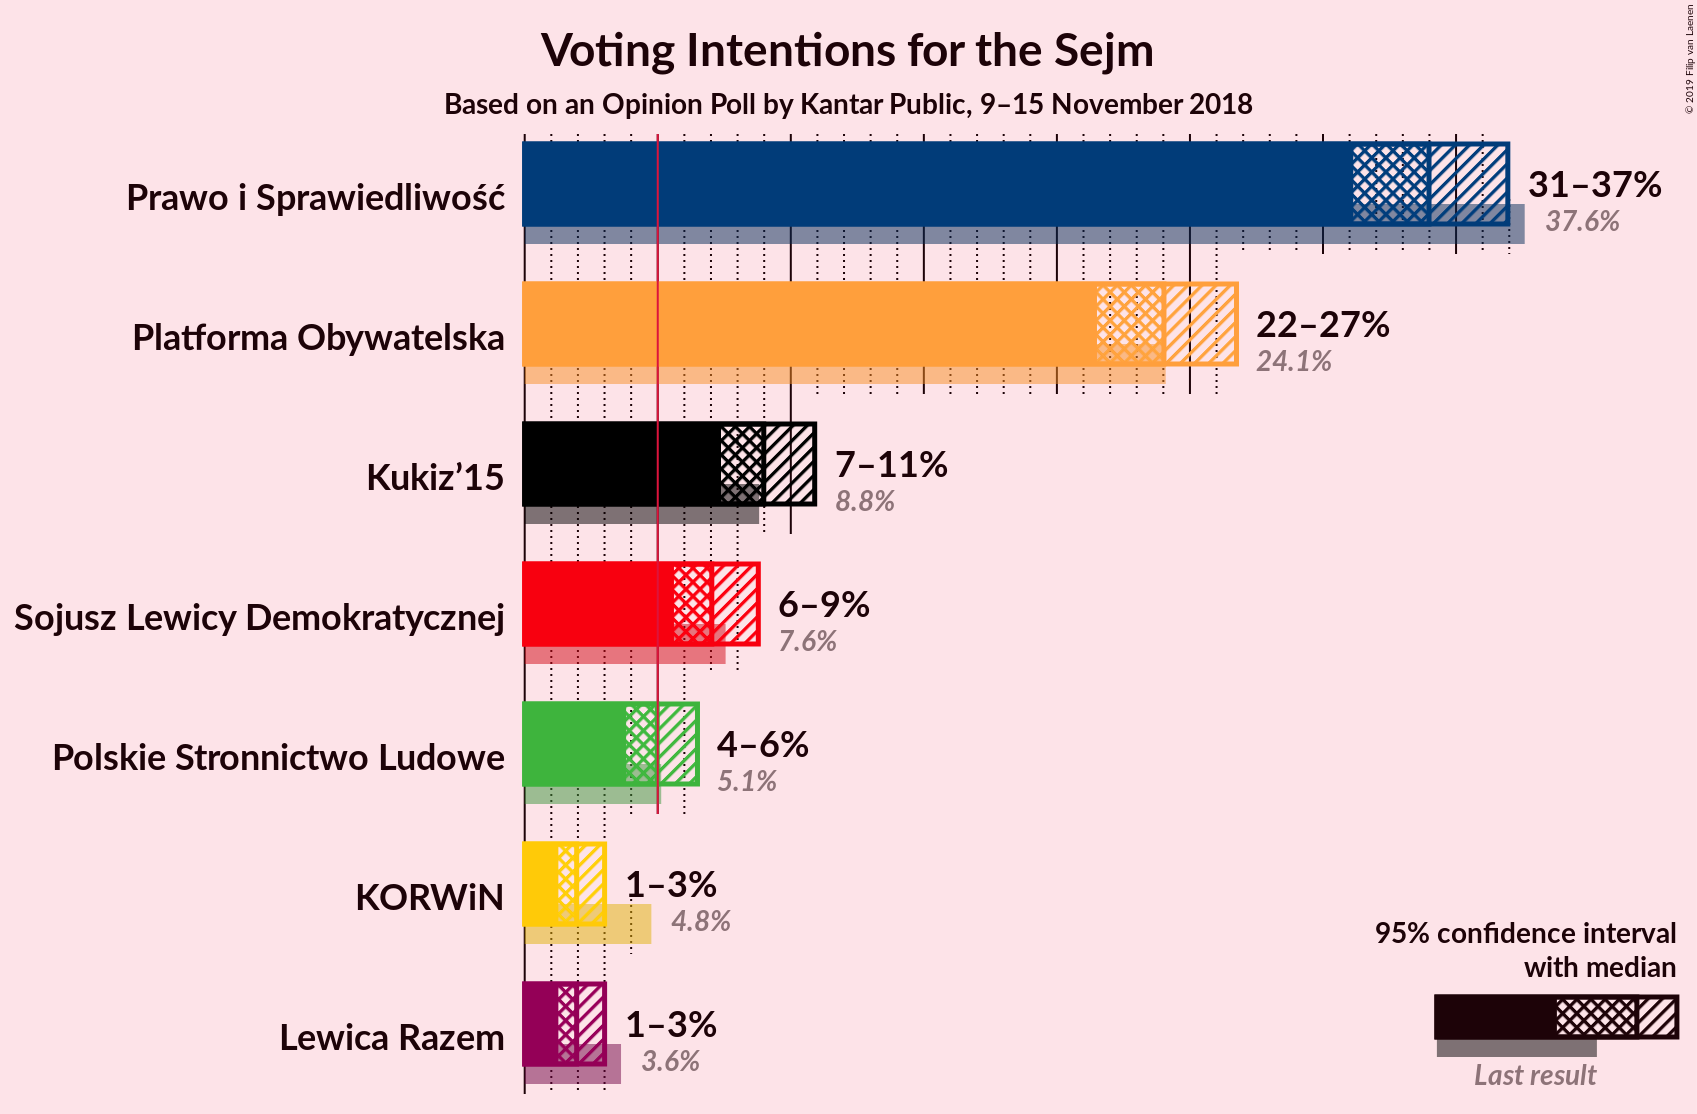 Voting Intentions for the Sejm
Based on an Opinion Poll by Kantar Public, 9–15 November 2018
© 2019 Filip van Laenen
Prawo i Sprawiedliwość
31–37%
37.6%
Platforma Obywatelska
22–27%
24.1%
Kukiz’15
7–11%
8.8%
Sojusz Lewicy Demokratycznej
6–9%
7.6%
Polskie Stronnictwo Ludowe
4–6%
5.1%
KORWiN
1–3%
4.8%
Lewica Razem
1–3%
3.6%
95% confidence interval
with median
Last result